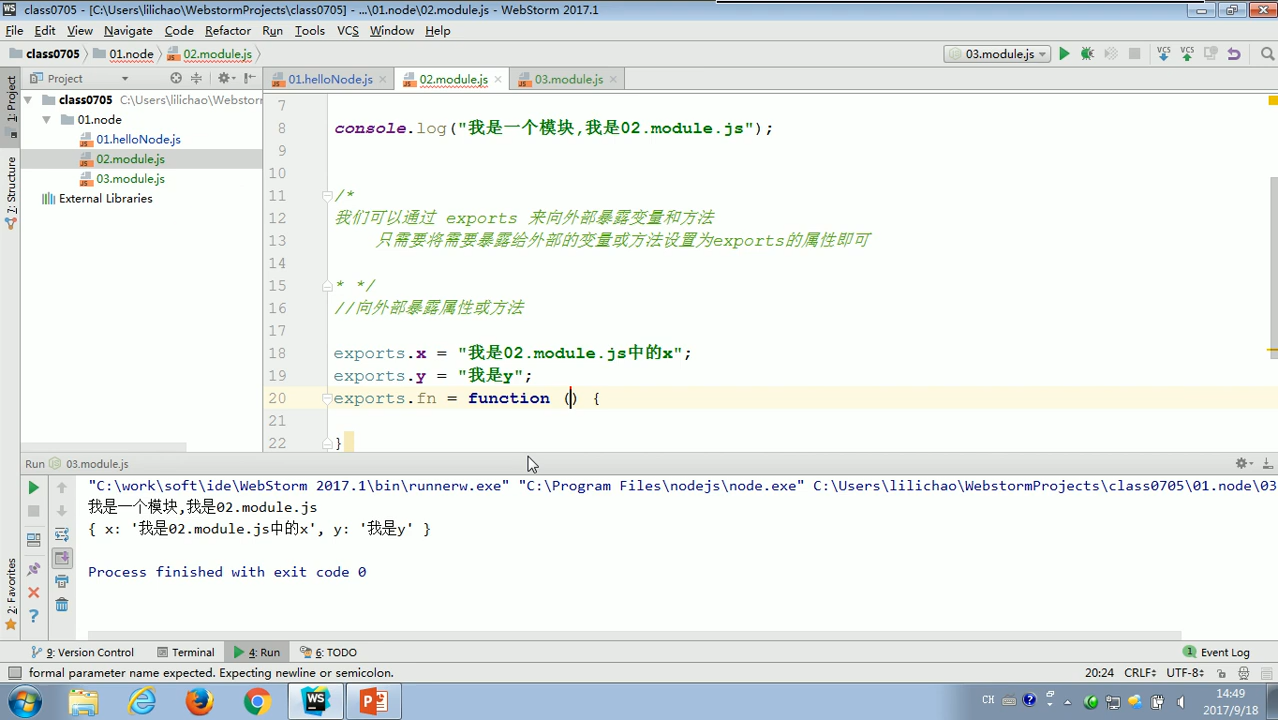 class0705 - [C:\Users\lilichao\WebstormProjects\class0705] - ...\01.node\02.module.js - WebStorm 2017.1
File Edit View Navigate Code Refactor Run Tools VCS Window Help
class0705 01.node 02.module.js 03.module.js VCS VCS
Project 01.helloNode.js 02.module.js 03.module.js
1: Project
class0705 C:\Users\lilichao\Webstorm
01.node
01.helloNode.js
02.module.js
03.module.js
External Libraries
7: Structure
7
8 console.log("我是一个模块,我是02.module.js");
9
10
11 /*
12 我们可以通过 exports 来向外部暴露变量和方法
13 只需要将需要暴露给外部的变量或方法设置为exports的属性即可
14
15 * */
16 //向外部暴露属性或方法
17
18 exports.x = "我是02.module.js中的x";
19 exports.y = "我是y";
20 exports.fn = function () {
21
22 }
Run 03.module.js
"C:\work\soft\ide\WebStorm 2017.1\bin\runnerw.exe" "C:\Program Files\nodejs\node.exe" C:\Users\lilichao\WebstormProjects\class0705\01.node\03
我是一个模块,我是02.module.js
{ x: '我是02.module.js中的x', y: '我是y' }
Process finished with exit code 0
2: Favorites
9: Version Control Terminal 4: Run 6: TODO 1 Event Log
formal parameter name expected. Expecting newline or semicolon. 20:24 CRLF UTF-8
CH 14:49
2017/9/18